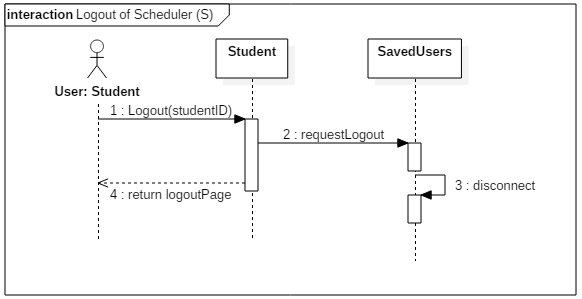 interaction Logout of Scheduler (S)
Student
SavedUsers
User: Student
1 : Logout(studentID)
2 : requestLogout
3 : disconnect
4 : return logoutPage